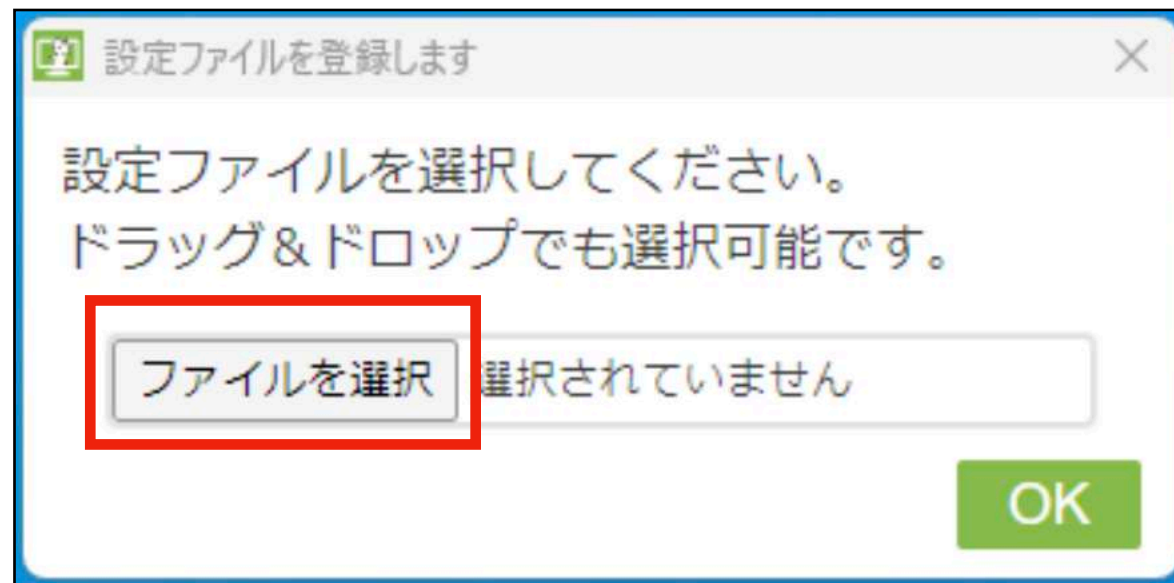 設定ファイルを登録します
設定ファイルを選択してください。
ドラッグ&ドロップでも選択可能です。
ファイルを選択 選択されていません
OK